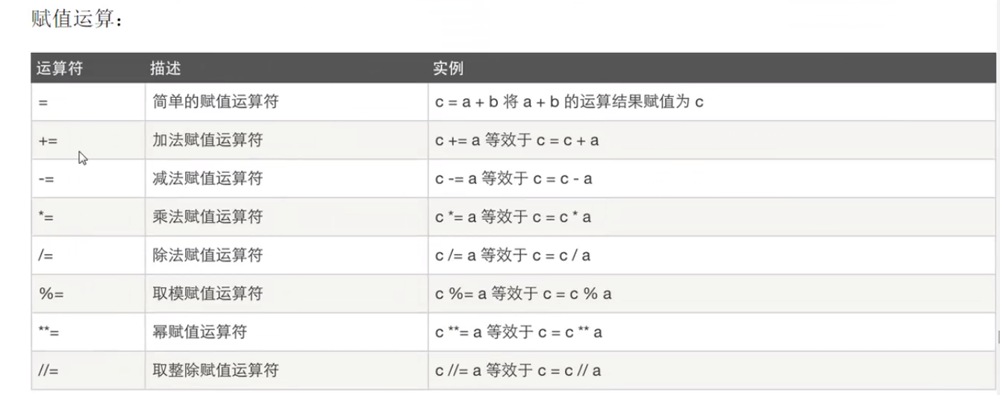 赋值运算：
运算符 描述 实例
= 简单的赋值运算符 c = a + b 将 a + b 的运算结果赋值为 c
+= 加法赋值运算符 c += a 等效于 c = c + a
-= 减法赋值运算符 c -= a 等效于 c = c - a
*= 乘法赋值运算符 c *= a 等效于 c = c * a
/= 除法赋值运算符 c /= a 等效于 c = c / a
%= 取模赋值运算符 c %= a 等效于 c = c % a
**= 幂赋值运算符 c **= a 等效于 c = c ** a
//= 取整除赋值运算符 c //= a 等效于 c = c // a